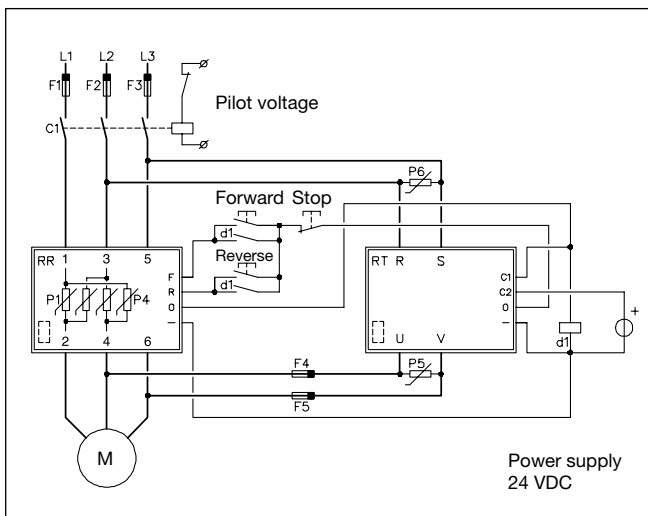 L1 L2 L3
F1 F2 F3
Pilot voltage
C1
P6
Forward Stop
d1
Reverse
d1
RR 1 3 5 F
R
0
–
P1 P4
2 4 6
RT R S
C1
C2
0
–
U V
d1
+
F4
P5
F5
M
Power supply
24 VDC